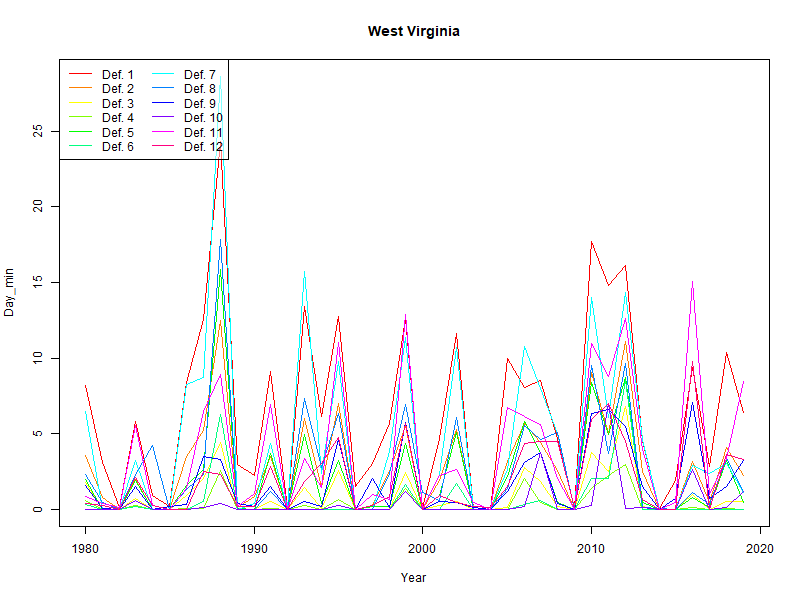 West Virginia
Def. 1 Def. 7
Def. 2 Def. 8
Def. 3 Def. 9
Def. 4 Def. 10
Def. 5 Def. 11
Def. 6 Def. 12
Day_min
25
20
15
10
5
0
1980 1990 2000 2010 2020
Year